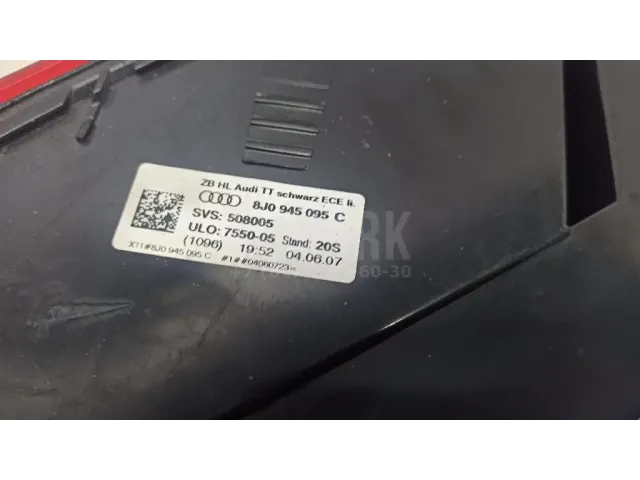 ZB HL Audi TT schwarz ECE li.
8J0 945 095 C
SVS: 508005
ULO: 7550-05 Stand: 20S
(1096) 19:52 04.06.07
X11#8J0 945 095 C #1##04060723=
60-30